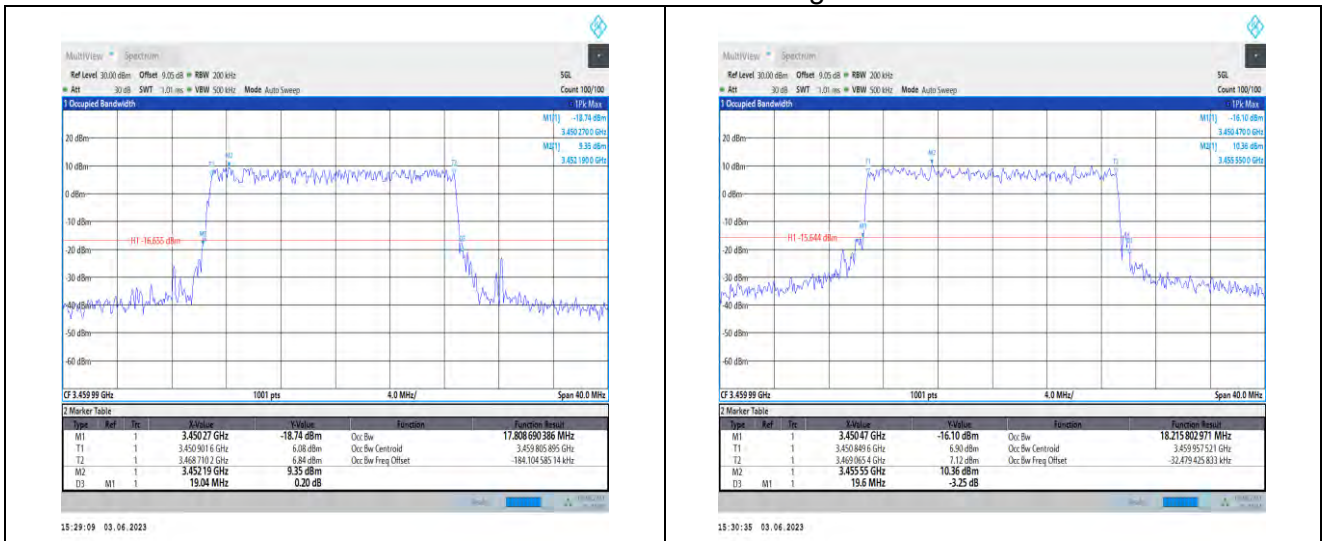 MultiView Spectrum
Ref Level 30.00 dBm Offset 9.05 dB RBW 200 kHz SGL
Att 30 dB SWT 1.01 ms VBW 500 kHz Mode Auto Sweep Count 100/100
1 Occupied Bandwidth 1Pk Max
M1[1] -18.74 dBm
3.450 270 0 GHz
M2[1] 9.35 dBm
3.452 190 0 GHz
20 dBm
M2
T1 T2
10 dBm
0 dBm
-10 dBm
M1
H1 -16.655 dBm
-20 dBm
-30 dBm
-40 dBm
-50 dBm
-60 dBm
CF 3.459 99 GHz 1001 pts 4.0 MHz/ Span 40.0 MHz
2 Marker Table
Type Ref Trc X-Value Y-Value Function Function Result
M1 1 3.450 27 GHz -18.74 dBm Occ Bw 17.808 690 386 MHz
T1 1 3.450 901 6 GHz 6.08 dBm Occ Bw Centroid 3.459 805 895 GHz
T2 1 3.468 710 2 GHz 6.84 dBm Occ Bw Freq Offset -184.104 585 14 kHz
M2 1 3.452 19 GHz 9.35 dBm
D3 M1 1 19.04 MHz 0.20 dB
15:29:09 03.06.2023
MultiView Spectrum
Ref Level 30.00 dBm Offset 9.05 dB RBW 200 kHz SGL
Att 30 dB SWT 1.01 ms VBW 500 kHz Mode Auto Sweep Count 100/100
1 Occupied Bandwidth 1Pk Max
M1[1] -16.10 dBm
3.450 470 0 GHz
M2[1] 10.36 dBm
3.455 550 0 GHz
20 dBm
M2
T1 T2
10 dBm
0 dBm
-10 dBm
M1
H1 -15.644 dBm
-20 dBm
-30 dBm
-40 dBm
-50 dBm
-60 dBm
CF 3.459 99 GHz 1001 pts 4.0 MHz/ Span 40.0 MHz
2 Marker Table
Type Ref Trc X-Value Y-Value Function Function Result
M1 1 3.450 47 GHz -16.10 dBm Occ Bw 18.215 802 971 MHz
T1 1 3.450 849 6 GHz 6.90 dBm Occ Bw Centroid 3.459 957 521 GHz
T2 1 3.469 065 4 GHz 7.12 dBm Occ Bw Freq Offset -32.479 425 833 kHz
M2 1 3.455 55 GHz 10.36 dBm
D3 M1 1 19.6 MHz -3.25 dB
15:30:35 03.06.2023